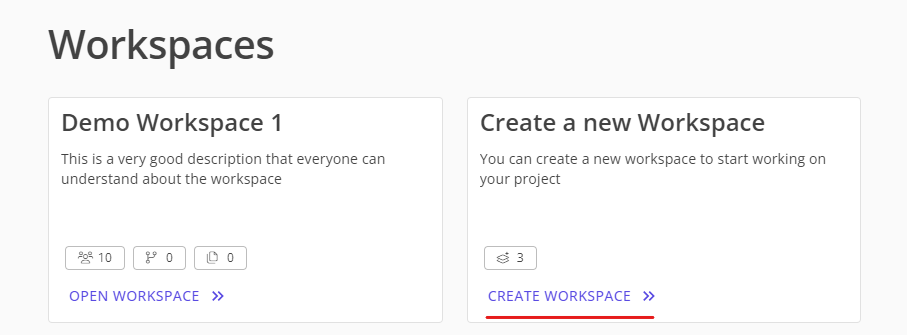 Workspaces
Demo Workspace 1
This is a very good description that everyone can
understand about the workspace
10
0
0
OPEN WORKSPACE
Create a new Workspace
You can create a new workspace to start working on
your project
3
CREATE WORKSPACE